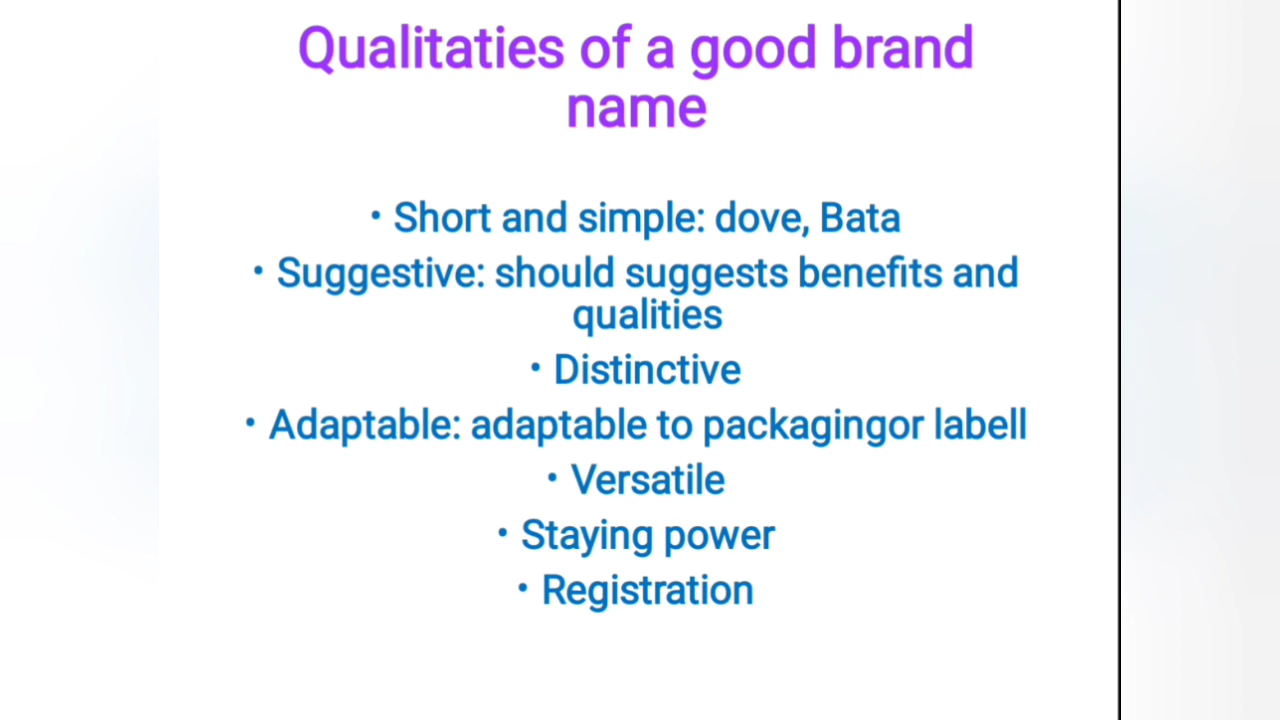 Qualitaties of a good brand
name
• Short and simple: dove, Bata
• Suggestive: should suggests benefits and
qualities
• Distinctive
• Adaptable: adaptable to packagingor labell
• Versatile
• Staying power
• Registration